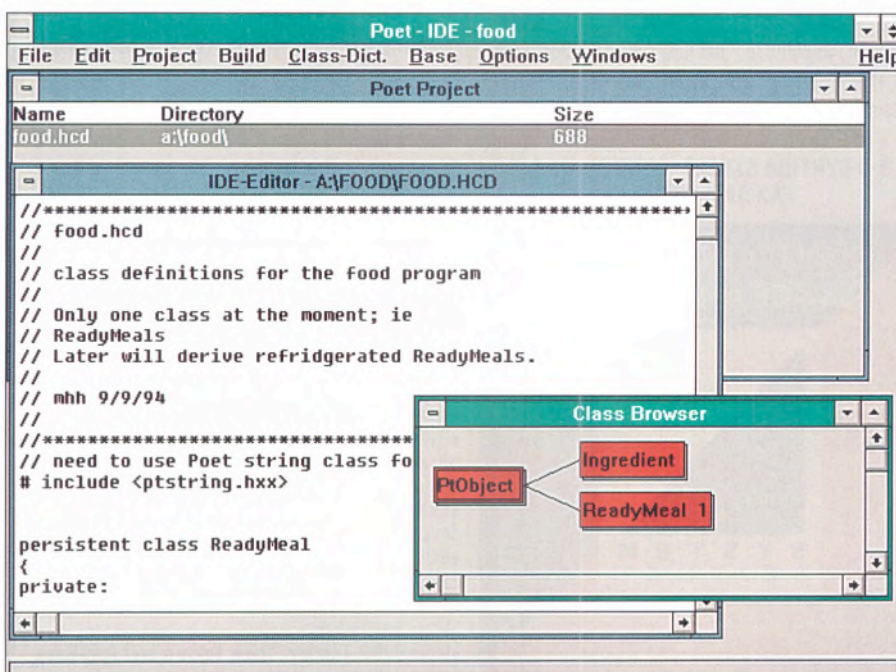 Poet - IDE - food
File Edit Project Build Class-Dict. Base Options Windows Help
Poet Project
Name Directory Size
food.hcd a:\food\ 688
IDE-Editor - A:\FOOD\FOOD.HCD
//**********************************************************
// food.hcd
//
// class definitions for the food program
//
// Only one class at the moment; ie
// ReadyMeals
// Later will derive refridgerated ReadyMeals.
//
// mhh 9/9/94
//
//**********************************
// need to use Poet string class fo
# include <ptstring.hxx>
persistent class ReadyMeal
{
private:
Class Browser
PtObject
Ingredient
ReadyMeal 1